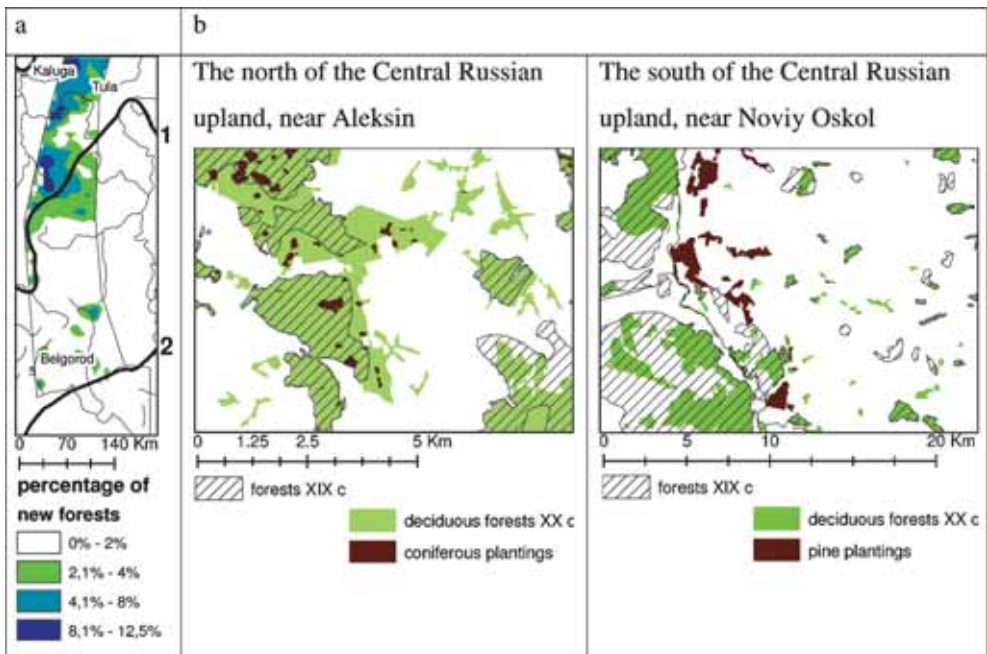 a
b
Kaluga
Tula
1
2
Belgorod
0 70 140 Km
percentage of
new forests
0% - 2%
2,1% - 4%
4,1% - 8%
8,1% - 12,5%
The north of the Central Russian
upland, near Aleksin
0 1.25 2.5 5 Km
forests XIX c
deciduous forests XX c
coniferous plantings
The south of the Central Russian
upland, near Noviy Oskol
0 5 10 20 Km
forests XIX c
deciduous forests XX c
pine plantings